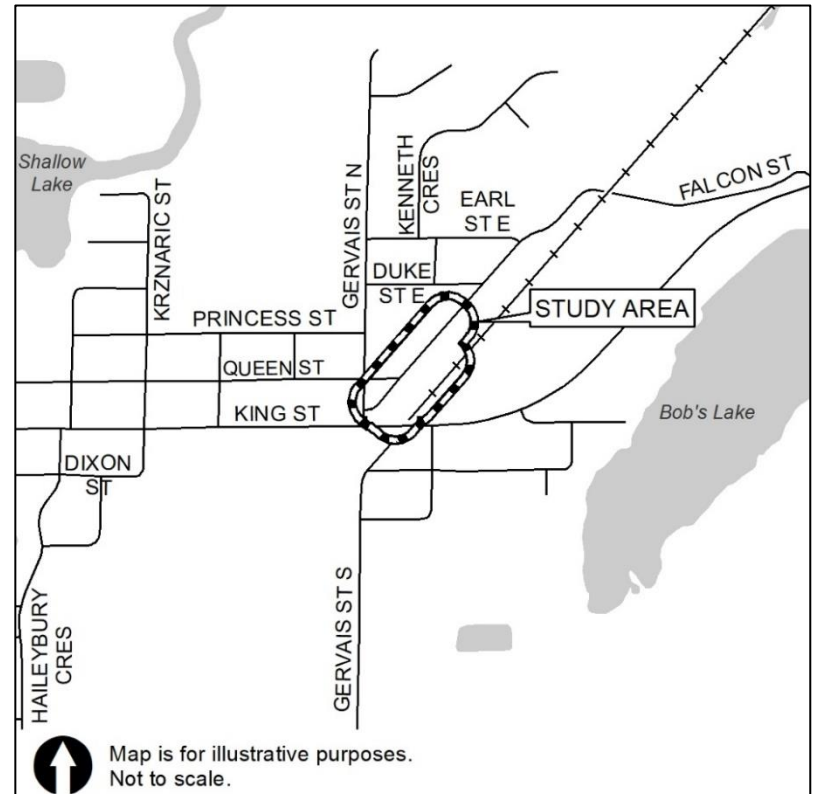 Shallow
Lake
KRZNARIC ST
GERVAIS ST N
KENNETH
CRES
EARL
ST E
FALCON ST
DUKE
ST E
STUDY AREA
PRINCESS ST
QUEEN ST
KING ST
Bob's Lake
DIXON
ST
HAILEYBURY
CRES
GERVAIS ST S
Map is for illustrative purposes.
Not to scale.